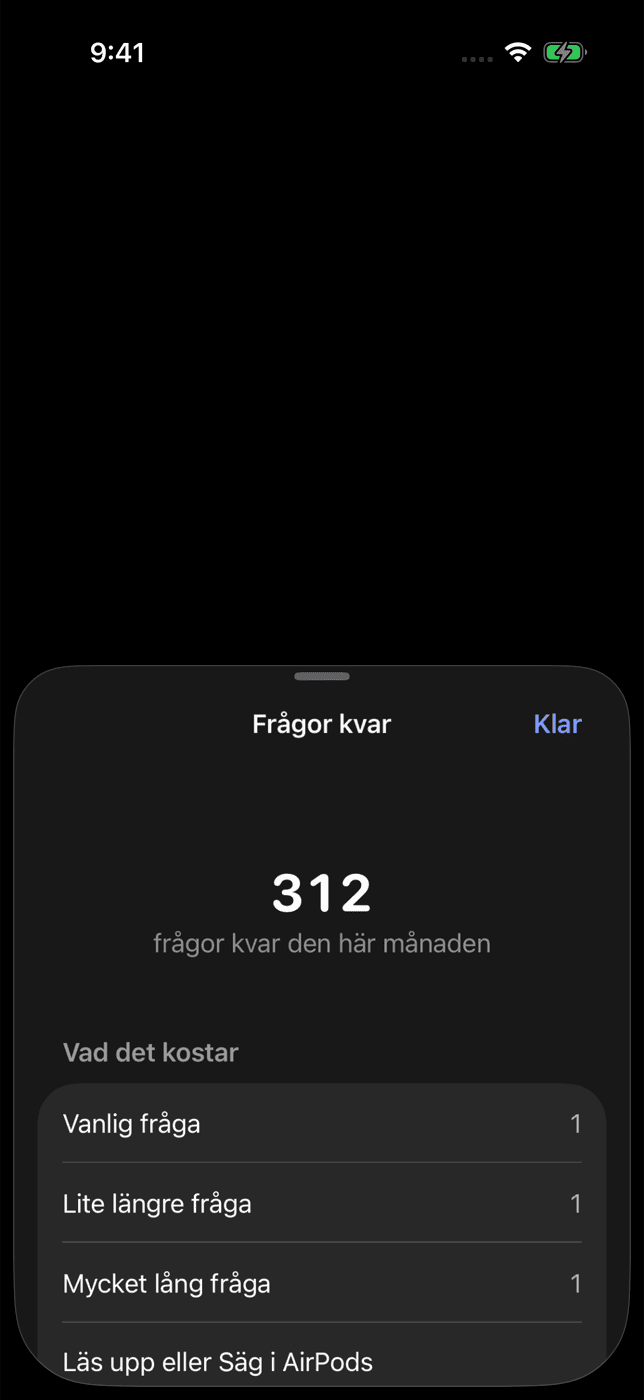 9:41
Frågor kvar
Klar
312
frågor kvar den här månaden
Vad det kostar
Vanlig fråga 1
Lite längre fråga 1
Mycket lång fråga 1
Läs upp eller Säg i AirPods